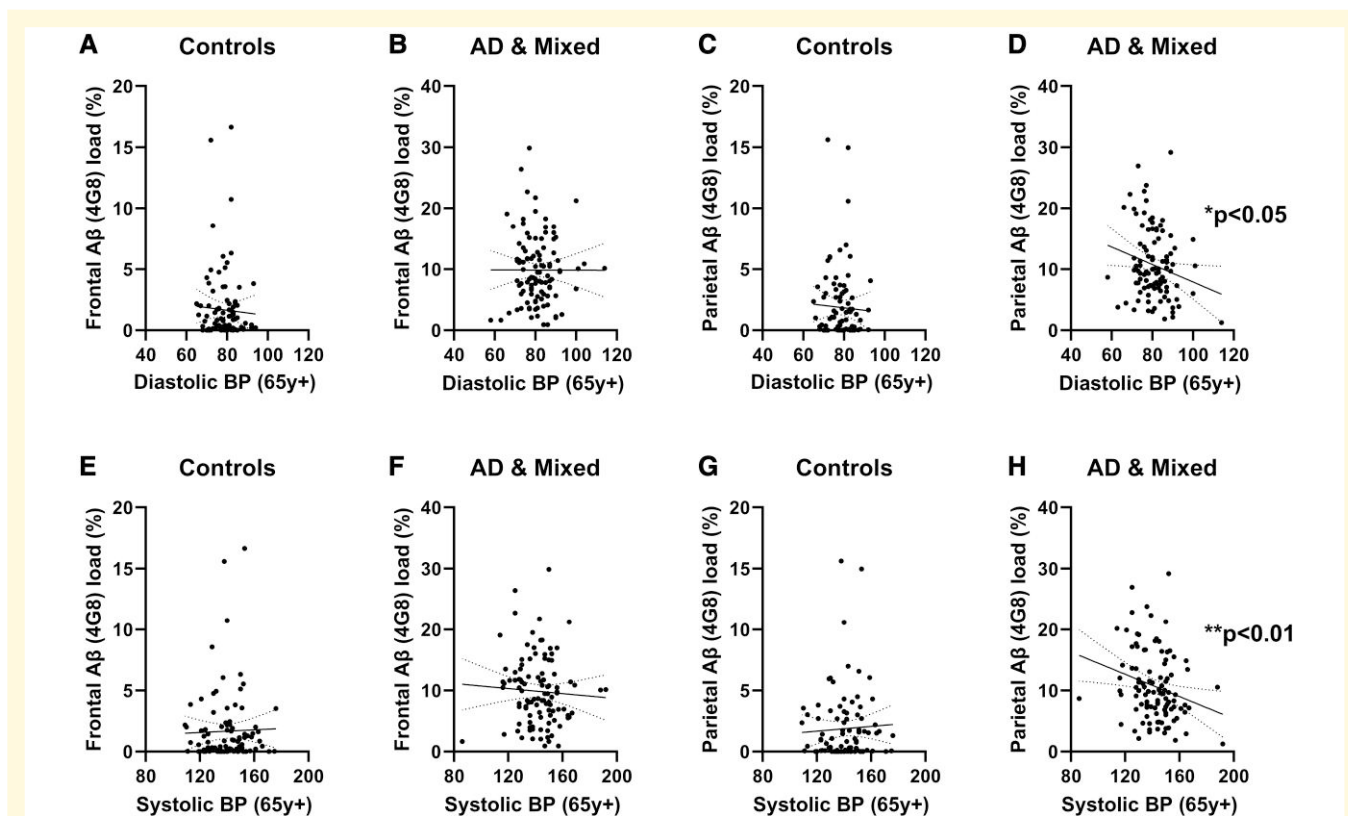 A Controls
B AD & Mixed
C Controls
D AD & Mixed
Frontal Aβ (4G8) load (%)
20
15
10
5
0
40 60 80 100 120
Diastolic BP (65y+)
Frontal Aβ (4G8) load (%)
40
30
20
10
0
40 60 80 100 120
Diastolic BP (65y+)
Parietal Aβ (4G8) load (%)
20
15
10
5
0
40 60 80 100 120
Diastolic BP (65y+)
Parietal Aβ (4G8) load (%)
40
30
20
10
0
*p<0.05
40 60 80 100 120
Diastolic BP (65y+)
E Controls
F AD & Mixed
G Controls
H AD & Mixed
Frontal Aβ (4G8) load (%)
20
15
10
5
0
80 120 160 200
Systolic BP (65y+)
Frontal Aβ (4G8) load (%)
40
30
20
10
0
80 120 160 200
Systolic BP (65y+)
Parietal Aβ (4G8) load (%)
20
15
10
5
0
80 120 160 200
Systolic BP (65y+)
Parietal Aβ (4G8) load (%)
40
30
20
10
0
**p<0.01
80 120 160 200
Systolic BP (65y+)